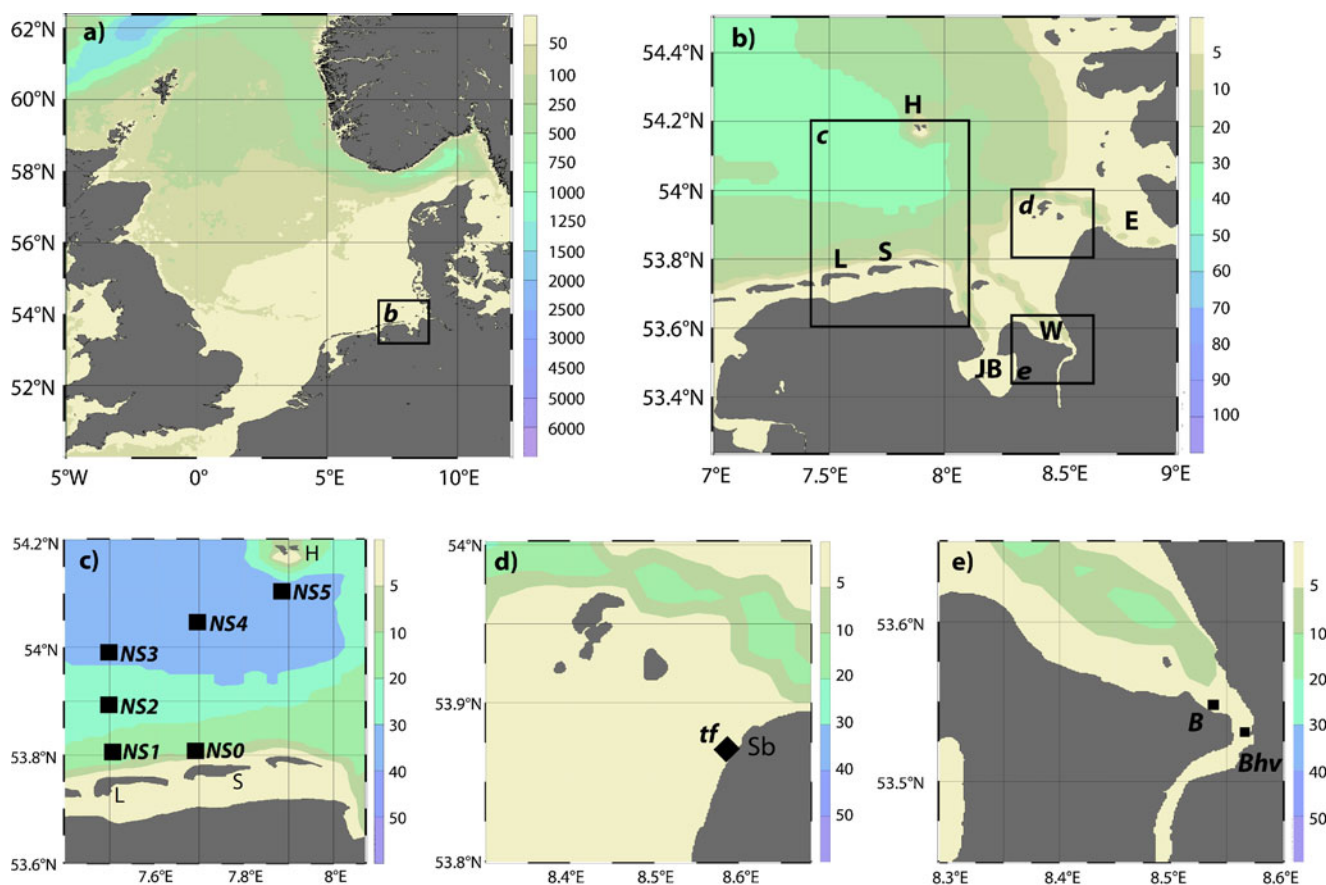 a)
62°N
60°N
58°N
56°N
54°N
52°N
5°W
0°
5°E
10°E
b
50
100
250
500
750
1000
1250
1500
2000
2500
3000
4000
5000
6000
b)
54.4°N
54.2°N
54°N
53.8°N
53.6°N
53.4°N
7°E
7.5°E
8°E
8.5°E
9°E
H
c
d
E
L
S
W
JB
e
5
10
20
30
40
50
60
70
80
90
100
c)
54.2°N
54°N
53.8°N
53.6°N
7.6°E
7.8°E
8°E
H
NS5
NS4
NS3
NS2
NS1
NS0
L
S
5
10
20
30
40
50
d)
54°N
53.9°N
53.8°N
8.4°E
8.5°E
8.6°E
tf
Sb
5
10
20
30
40
50
e)
53.6°N
53.5°N
8.3°E
8.4°E
8.5°E
8.6°E
B
Bhv
5
10
20
30
40
50